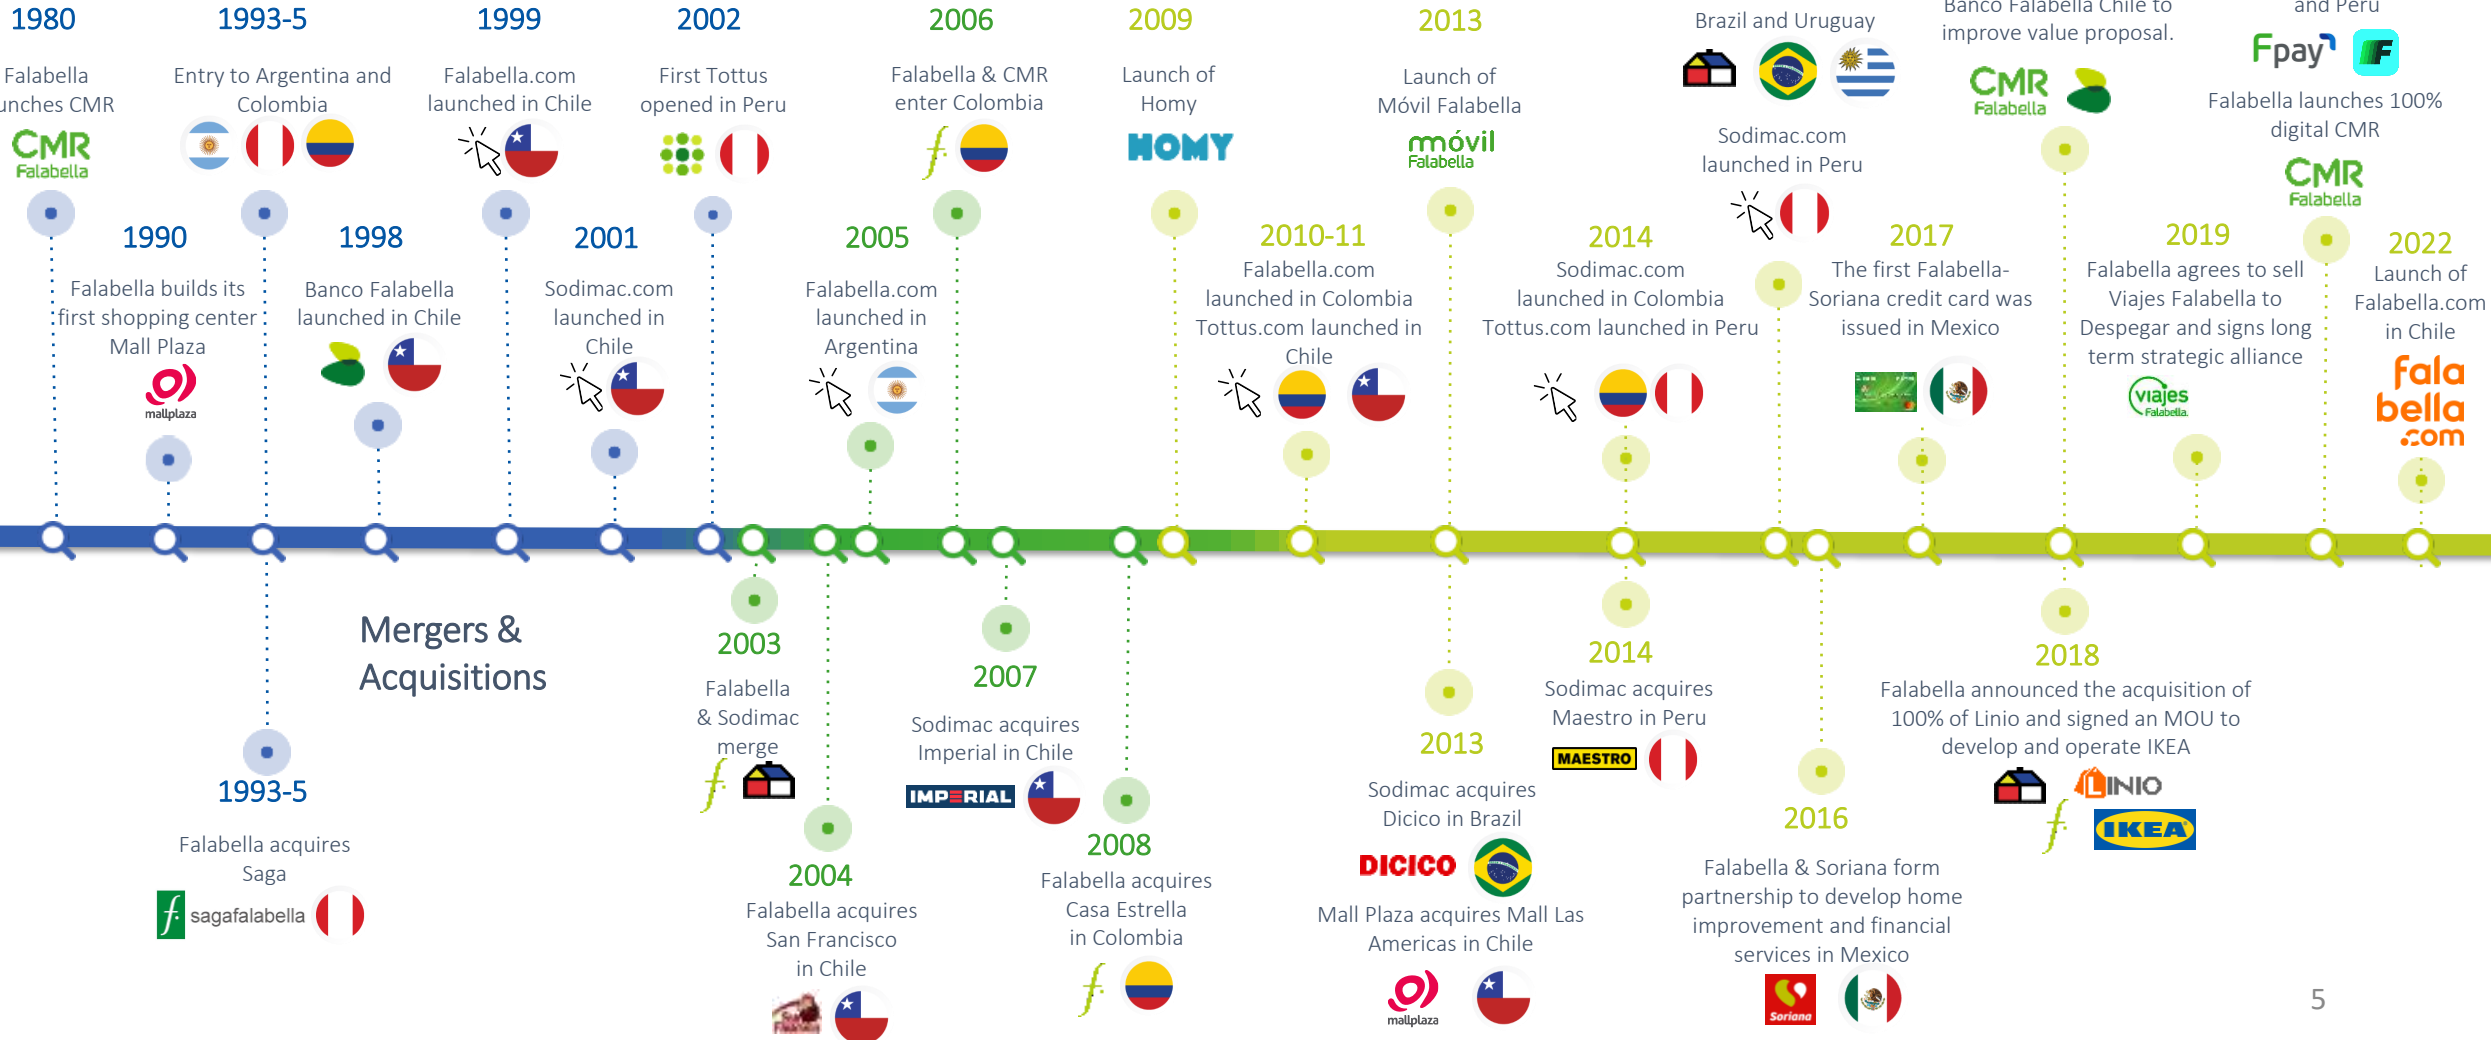 1980
Falabella
unches CMR
CMR
Falabella
1990
Falabella builds its
first shopping center
Mall Plaza
mallplaza
1993-5
Entry to Argentina and
Colombia
1998
Banco Falabella
launched in Chile
1999
Falabella.com
launched in Chile
2001
Sodimac.com
launched in
Chile
2002
First Tottus
opened in Peru
2005
Falabella.com
launched in
Argentina
2006
Falabella & CMR
enter Colombia
2009
Launch of
Homy
HOMY
2010-11
Falabella.com
launched in Colombia
Tottus.com launched in
Chile
2013
Launch of
Móvil Falabella
móvil
Falabella
2014
Sodimac.com
launched in Colombia
Tottus.com launched in Peru
Brazil and Uruguay
Sodimac.com
launched in Peru
2017
The first Falabella-
Soriana credit card was
issued in Mexico
Banco Falabella Chile to
improve value proposal.
CMR
Falabella
2019
Falabella agrees to sell
Viajes Falabella to
Despegar and signs long
term strategic alliance
viajes
Falabella.
and Peru
Fpay
F
Falabella launches 100%
digital CMR
CMR
Falabella
2022
Launch of
Falabella.com
in Chile
fala
bella
.com
Mergers &
Acquisitions
1993-5
Falabella acquires
Saga
f. sagafalabella
2003
Falabella
& Sodimac
merge
f.
2004
Falabella acquires
San Francisco
in Chile
2007
Sodimac acquires
Imperial in Chile
IMPERIAL
2008
Falabella acquires
Casa Estrella
in Colombia
f.
2013
Sodimac acquires
Dicico in Brazil
DICICO
Mall Plaza acquires Mall Las
Americas in Chile
mallplaza
2014
Sodimac acquires
Maestro in Peru
MAESTRO
2016
Falabella & Soriana form
partnership to develop home
improvement and financial
services in Mexico
Soriana
2018
Falabella announced the acquisition of
100% of Linio and signed an MOU to
develop and operate IKEA
LINIO
f.
IKEA
5